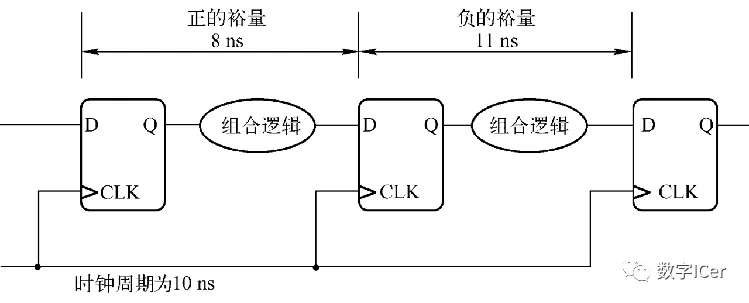 正的裕量 负的裕量
8 ns 11 ns
D Q 组合逻辑 D Q 组合逻辑 D Q
CLK CLK CLK
时钟周期为10 ns
数字ICer